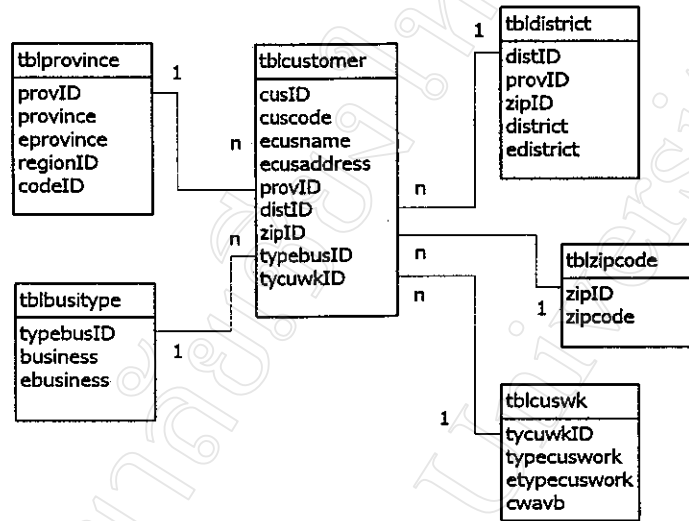 tblprovince
provID
province
eprovince
regionID
codeID
1
n
tblcustomer
cusID
cuscode
ecusname
ecusaddress
provID
distID
zipID
typebusID
tycuwkID
1
n
tbldistrict
distID
provID
zipID
district
edistrict
n
1
tblbusitype
typebusID
business
ebusiness
n
1
tblzipcode
zipID
zipcode
n
1
tblcuswk
tycuwkID
typecuswork
etypecuswork
cwavb